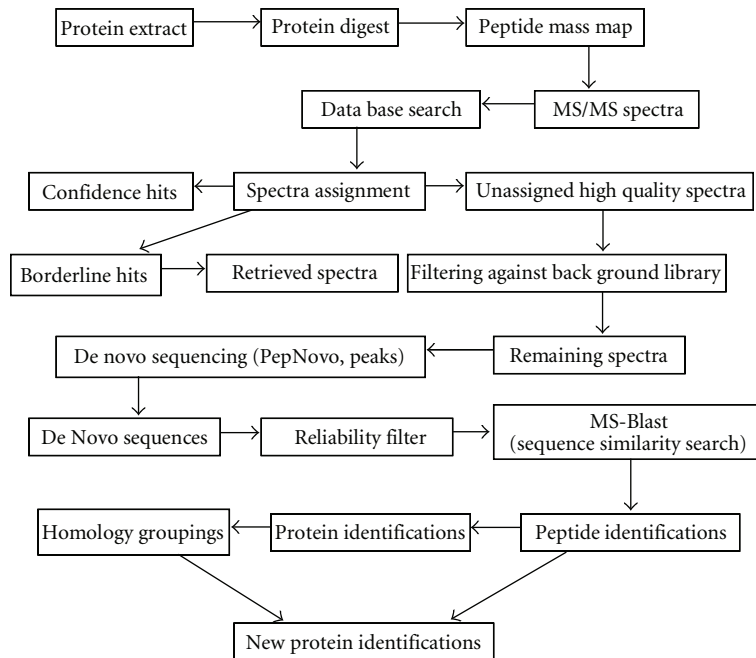 Protein extract
Protein digest
Peptide mass map
Data base search
MS/MS spectra
Confidence hits
Spectra assignment
Unassigned high quality spectra
Borderline hits
Retrieved spectra
Filtering against back ground library
De novo sequencing (PepNovo, peaks)
Remaining spectra
De Novo sequences
Reliability filter
MS-Blast
(sequence similarity search)
Homology groupings
Protein identifications
Peptide identifications
New protein identifications